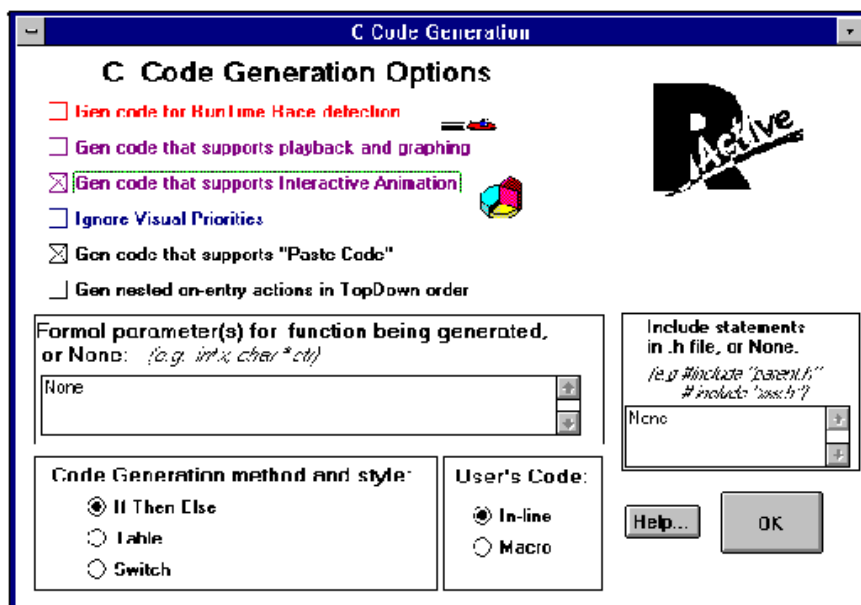 C Code Generation
C Code Generation Options
Gen code for RunTime Race detection
Gen code that supports playback and graphing
Gen code that supports Interactive Animation
Ignore Visual Priorities
Gen code that supports "Paste Code"
Gen nested on-entry actions in TopDown order
R
Active
Formal parameter(s) for function being generated,
or None: (e.g. int x, char * ctr)
None
Include statements
in .h file, or None.
(e.g #include "parent.h"
# include "xxx.h")
None
Code Generation method and style:
If Then Else
Table
Switch
User's Code:
In-line
Macro
Help...
OK